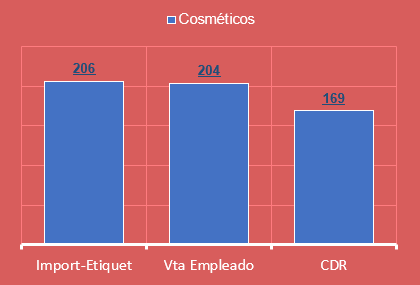 Cosméticos
206
204
169
Import-Etiquet
Vta Empleado
CDR